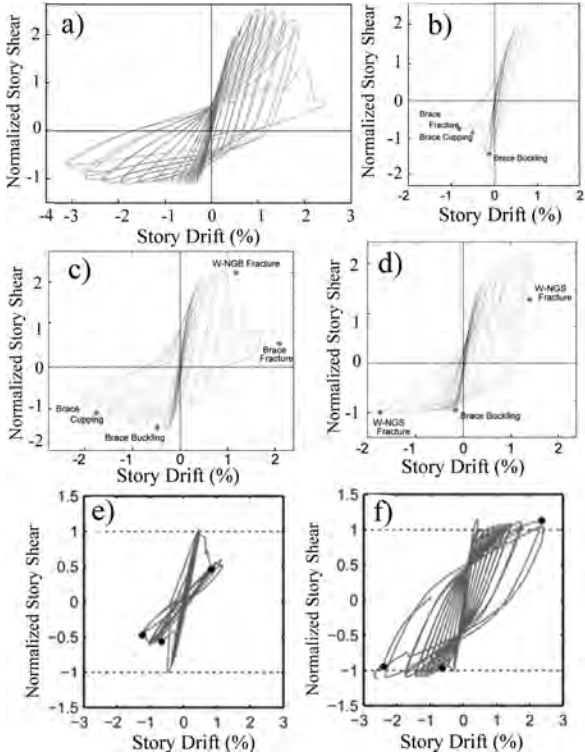 a)
Normalized Story Shear
2
1
0
-1
-4 -3 -2 -1 0 1 2 3
Story Drift (%)
b)
Normalized Story Shear
2
1
0
-1
-2
Brace
Fracture
Brace Cupping
Brace Buckling
-2 -1 0 1 2
Story Drift (%)
c)
Normalized Story Shear
2
1
0
-1
-2
W-NGB Fracture
Brace
Fracture
Brace
Cupping
Brace Buckling
-2 -1 0 1 2
Story Drift (%)
d)
Normalized Story Shear
2
1
0
-1
W-NGS
Fracture
W-NGS
Fracture
Brace Buckling
-2 -1 0 1 2
Story Drift (%)
e)
Normalized Story Shear
1.5
1
0.5
0
-0.5
-1
-1.5
-3 -2 -1 0 1 2 3
Story Drift (%)
f)
Normalized Story Shear
1.5
1
0.5
0
-0.5
-1
-1.5
-3 -2 -1 0 1 2 3
Story Drift (%)